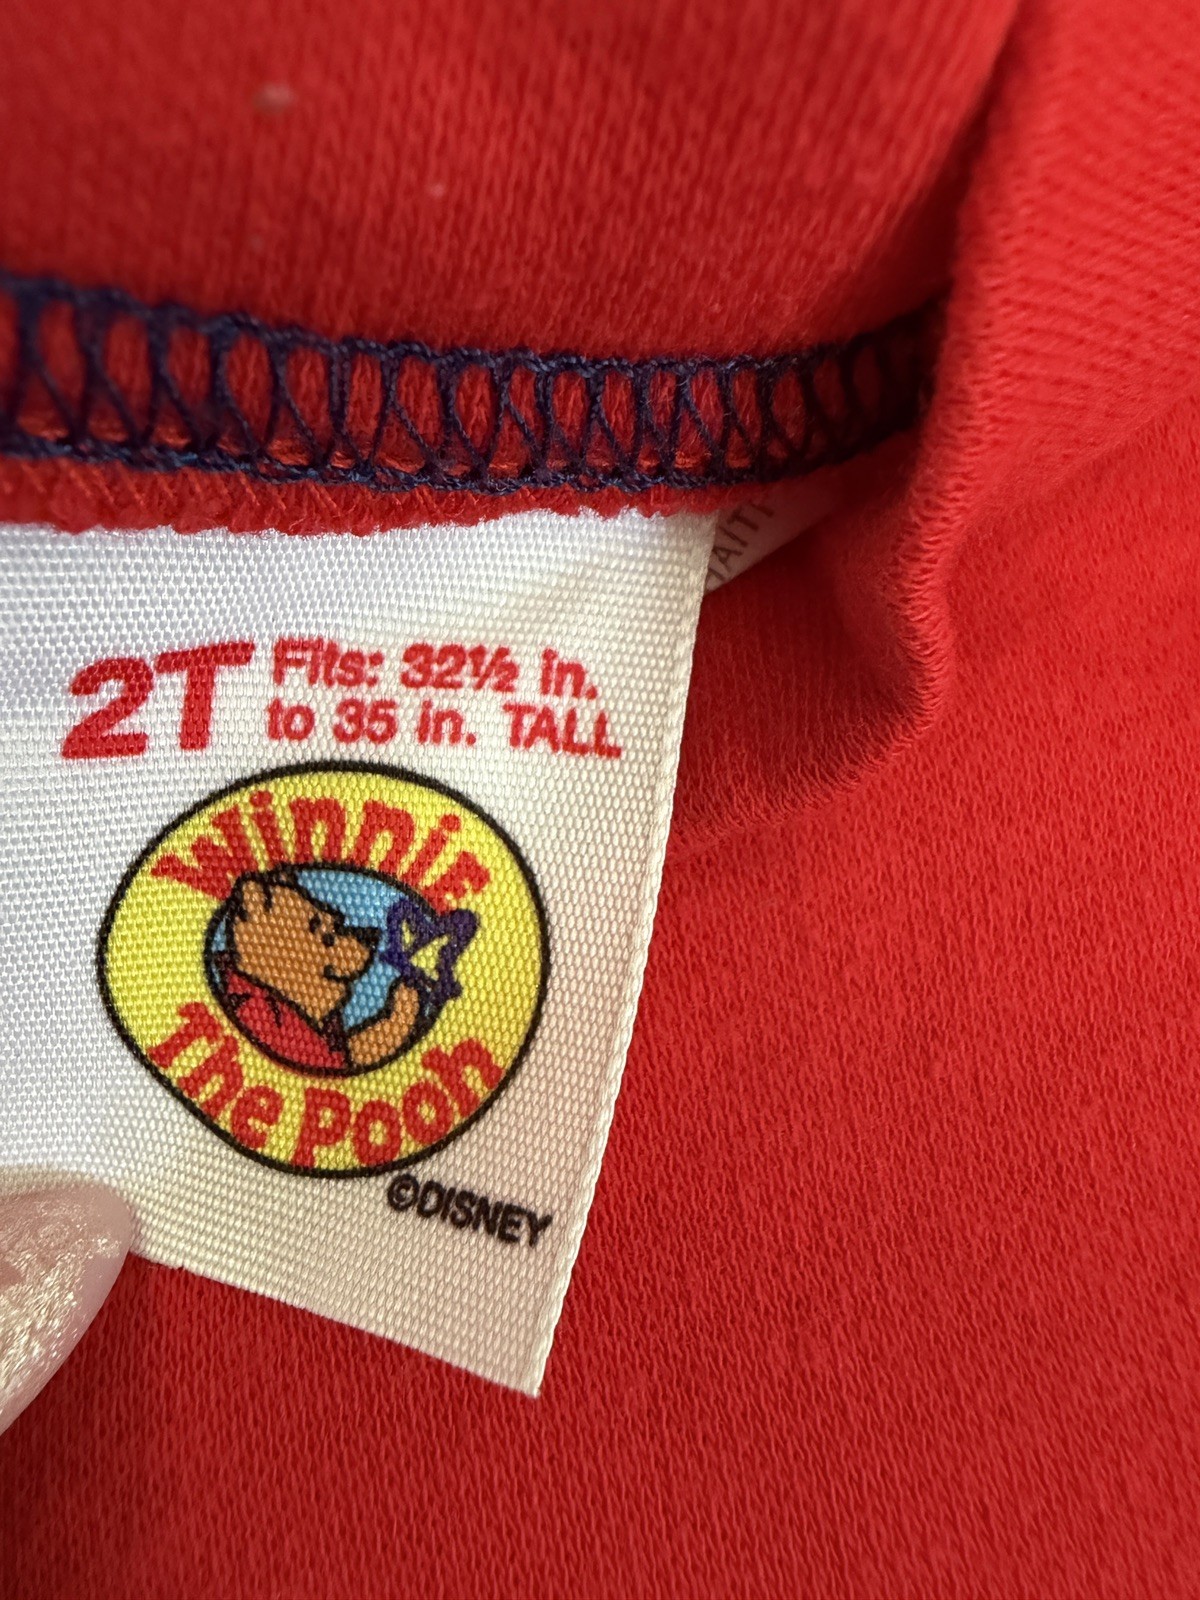 2T Fits: 32½ in.
to 35 in. TALL
Winnie
The Pooh
©DISNEY